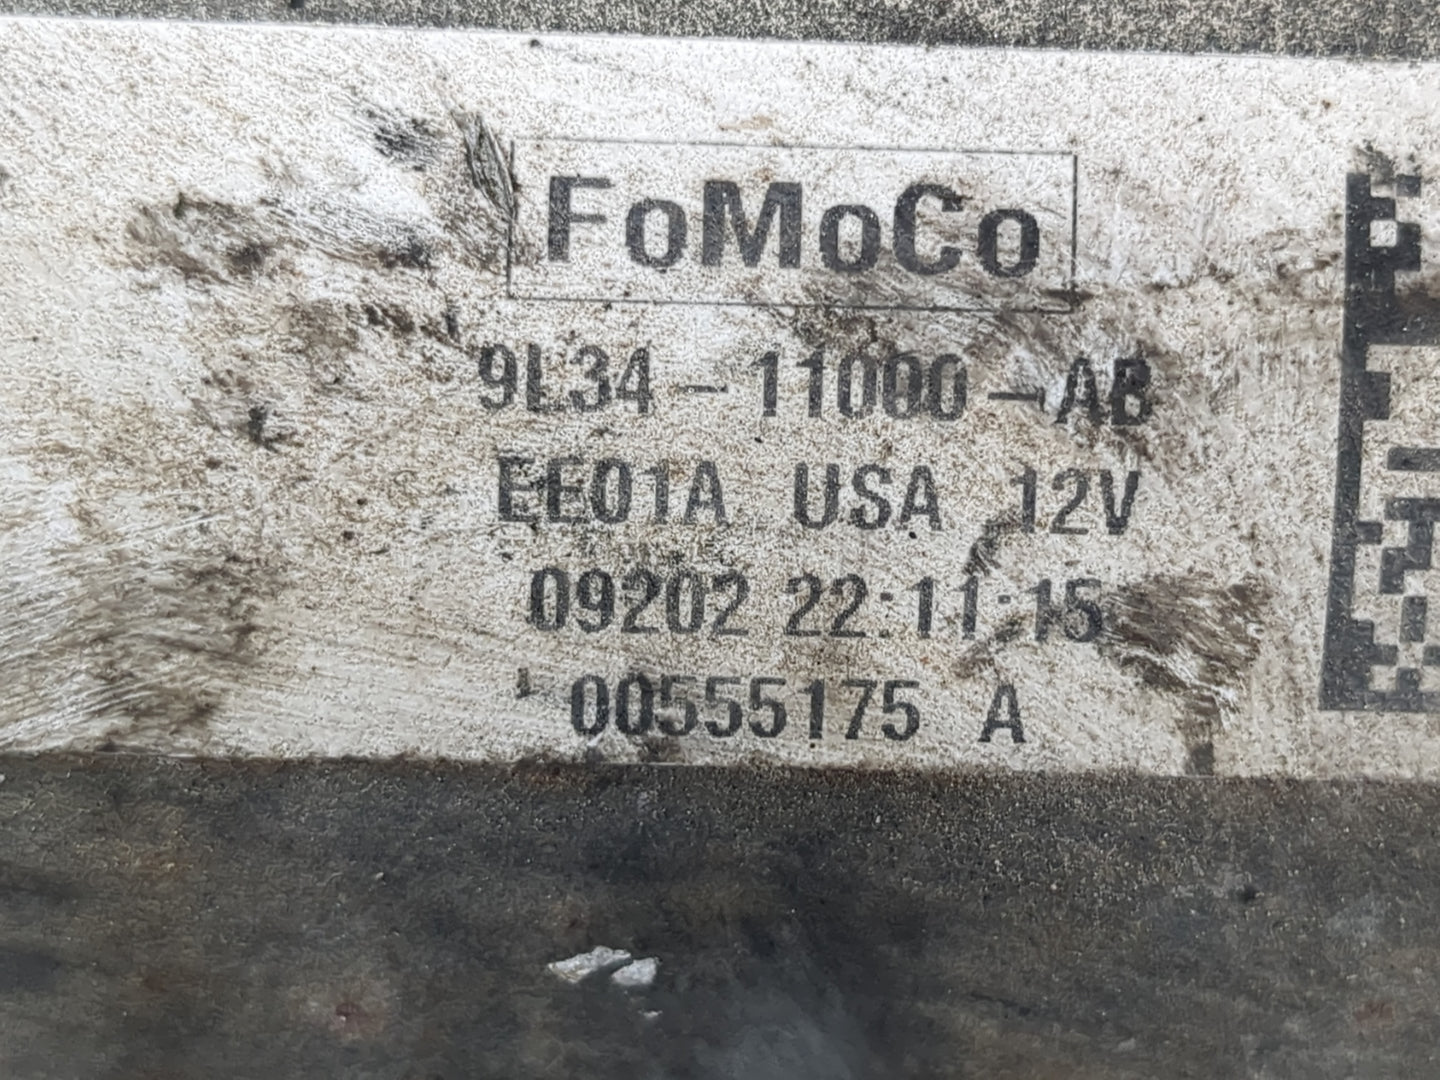 FoMoCo
9L34-11000-AB
EE01A USA 12V
09202 22:11:15
00555175 A